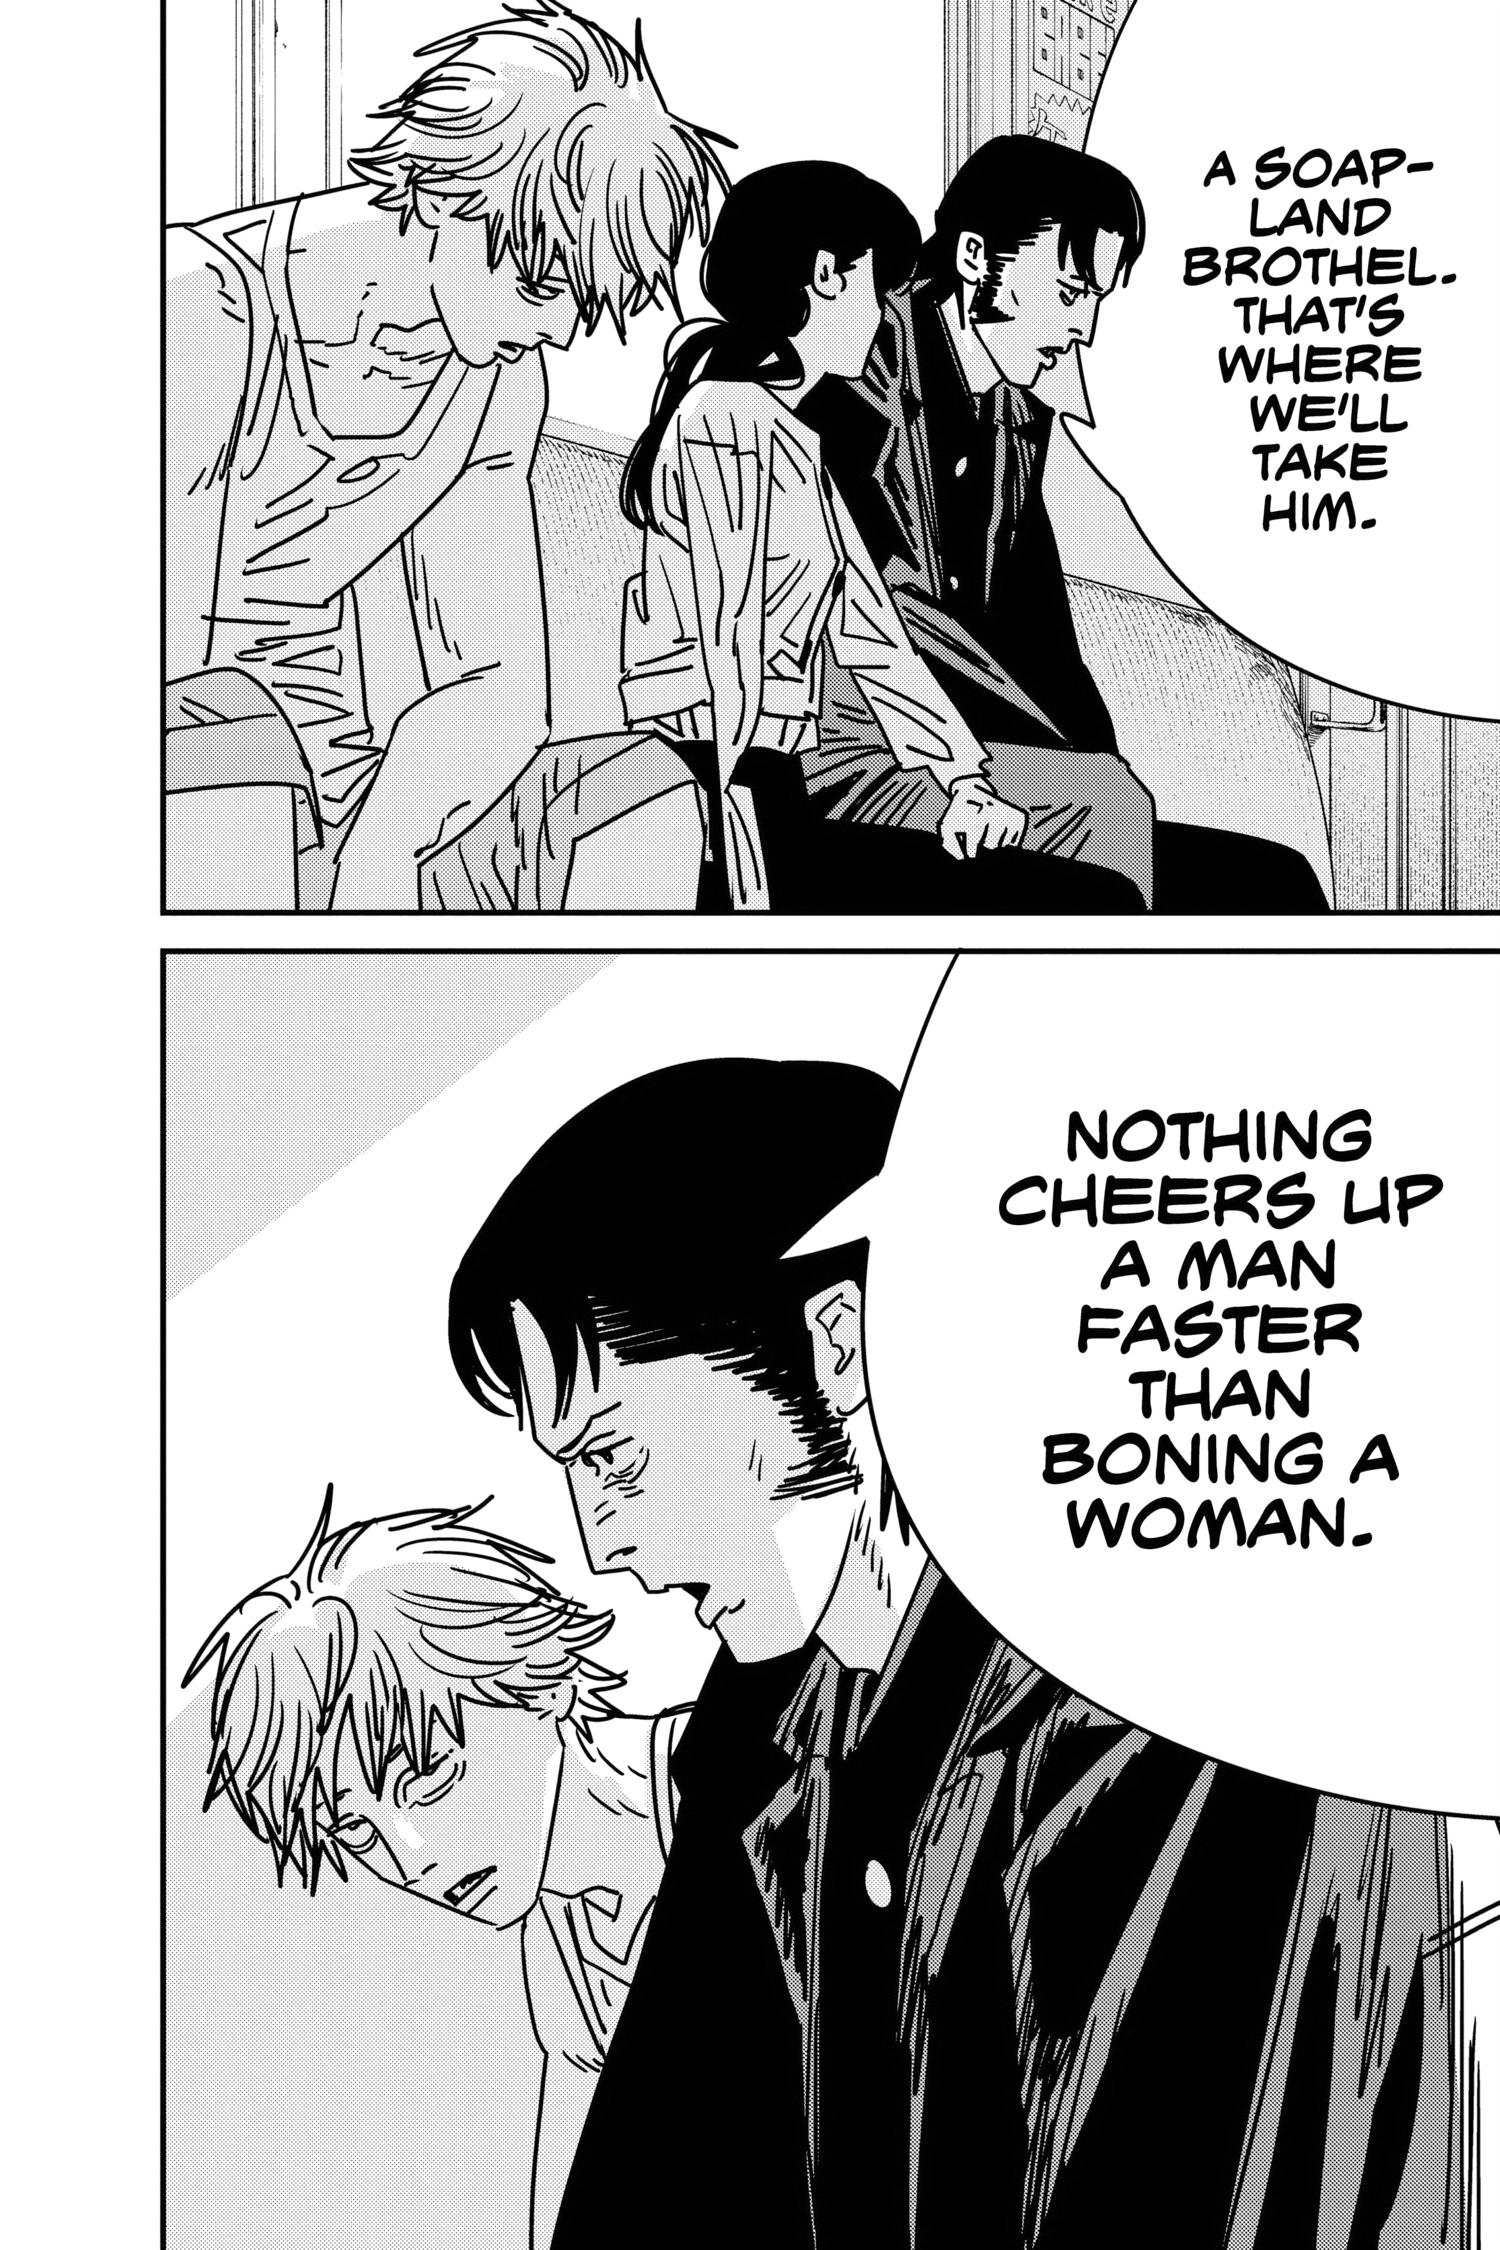 A SOAP-
LAND
BROTHEL.
THAT'S
WHERE
WE'LL
TAKE
HIM.
NOTHING
CHEERS UP
A MAN
FASTER
THAN
BONING A
WOMAN.